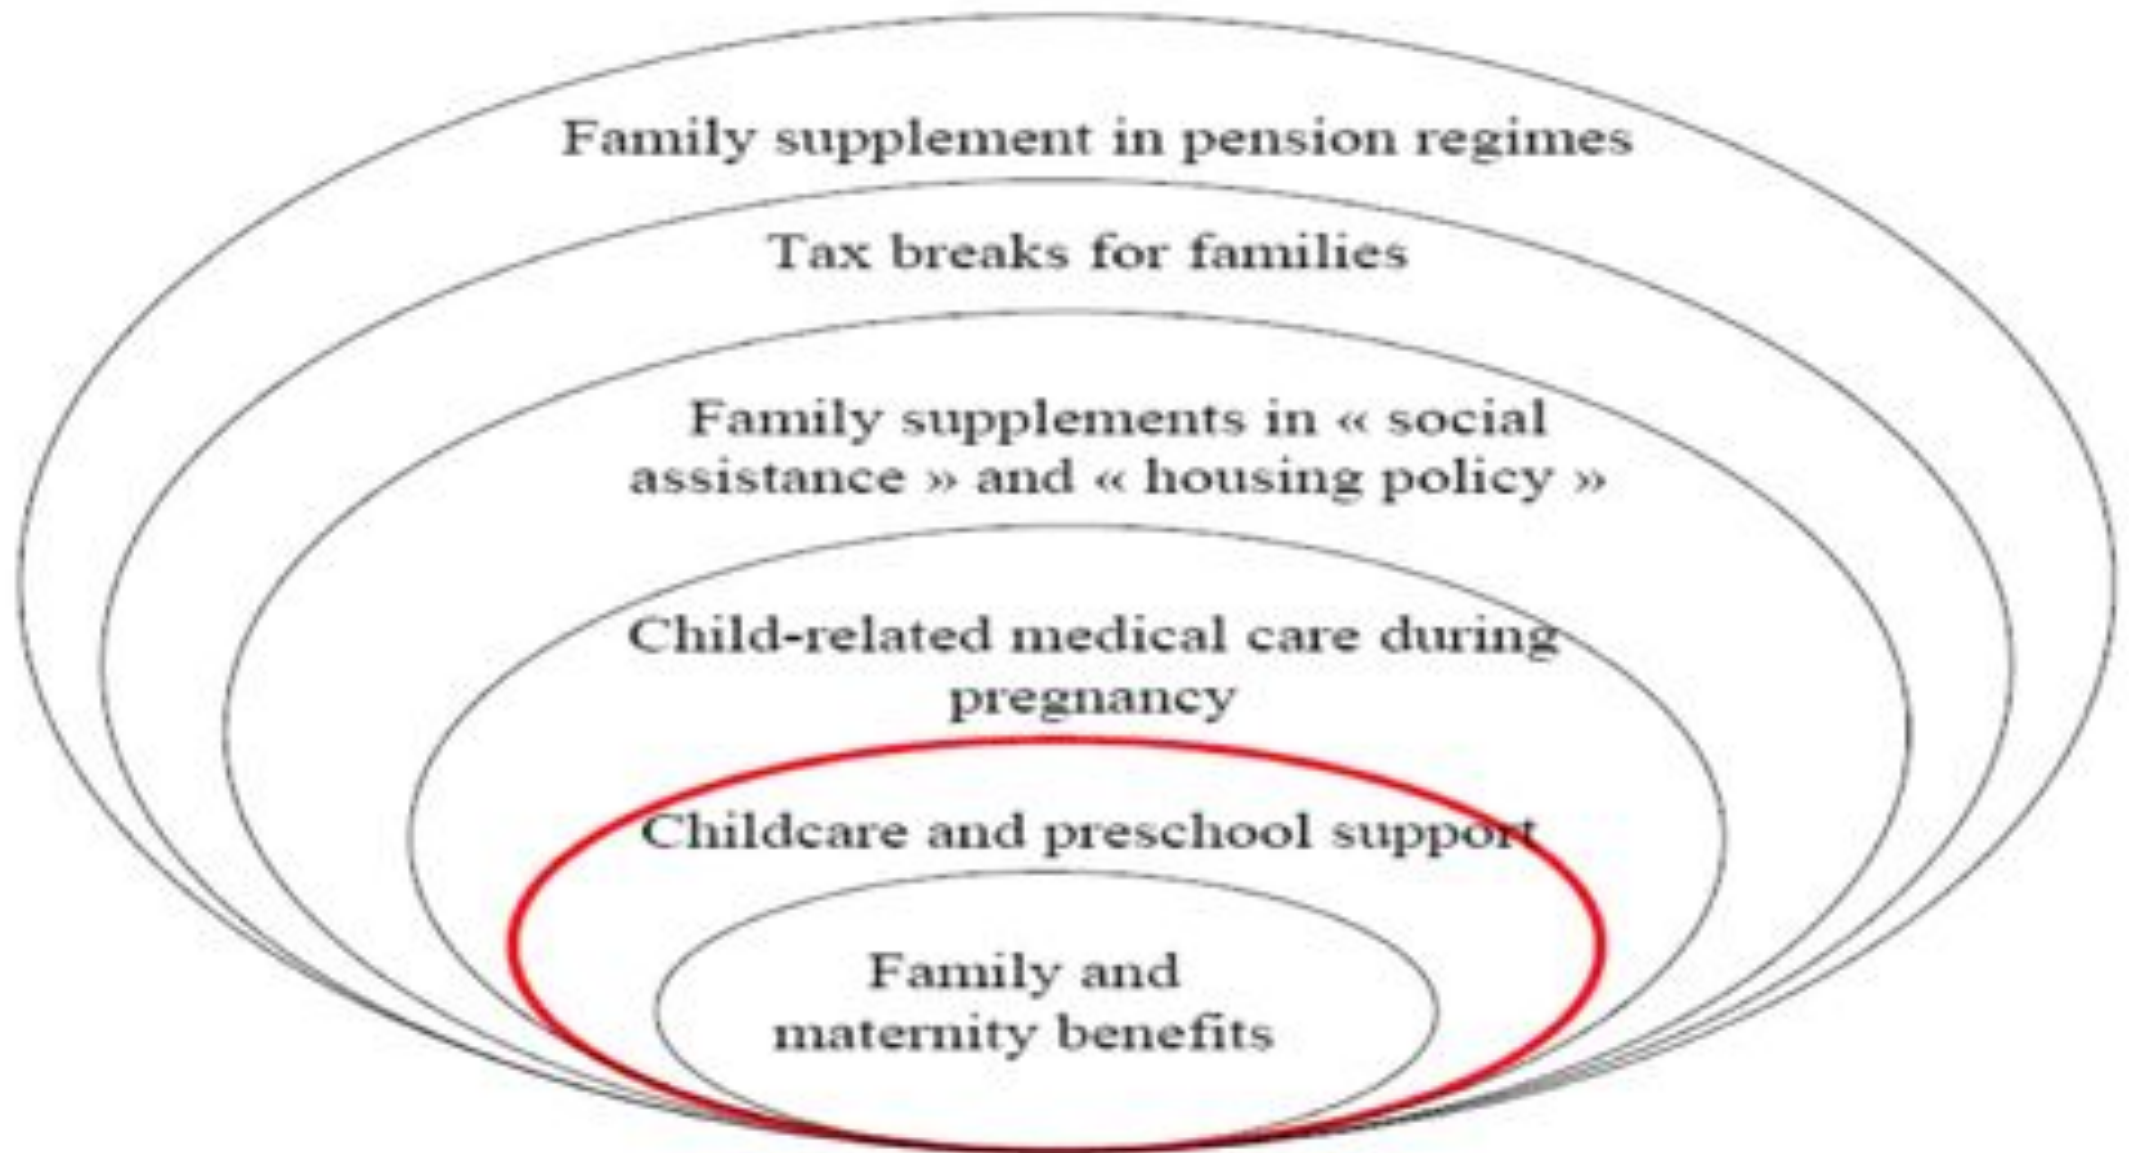 Family supplement in pension regimes
Tax breaks for families
Family supplements in « social
assistance » and « housing policy »
Child-related medical care during
pregnancy
Childcare and preschool support
Family and
maternity benefits